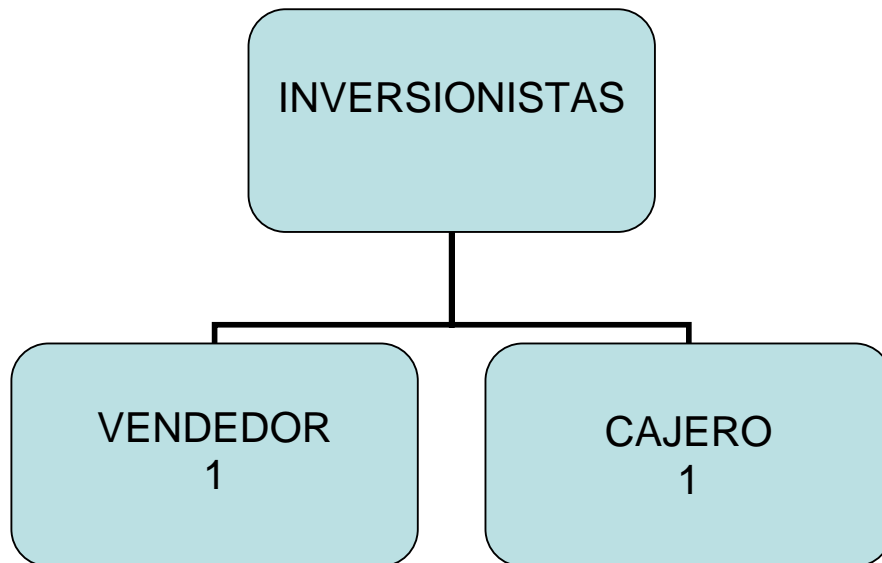 INVERSIONISTAS
VENDEDOR
1
CAJERO
1